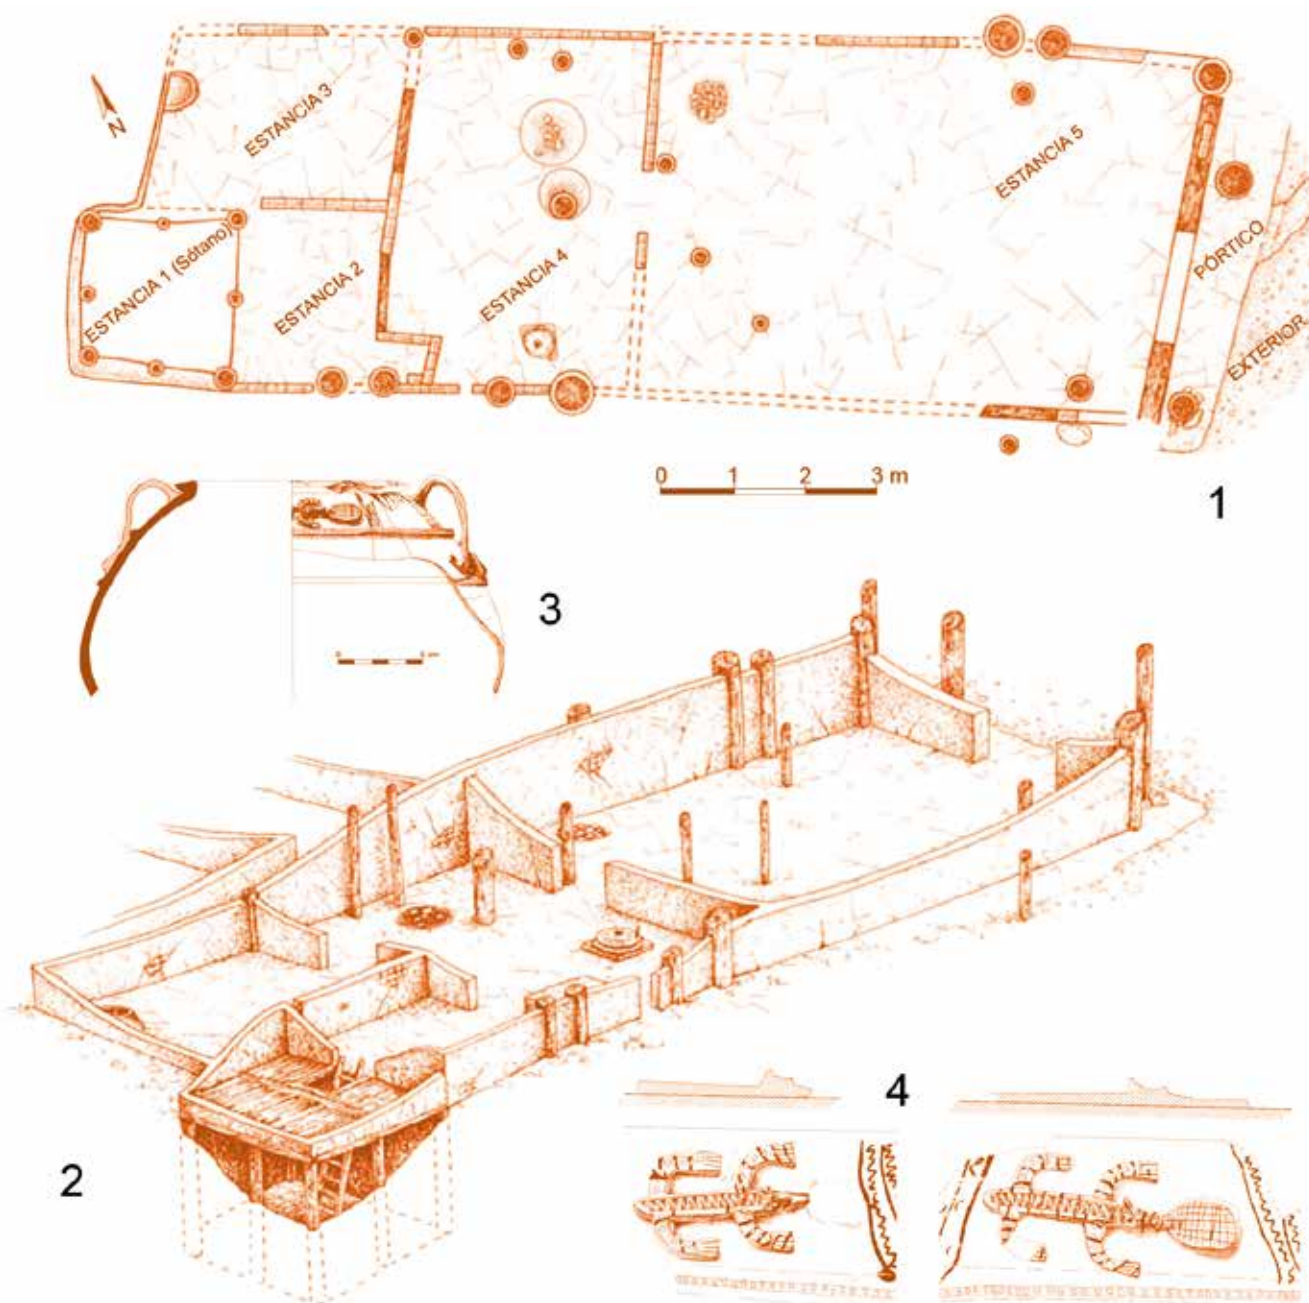 N
ESTANCIA 3
ESTANCIA 1 (Sótano)
ESTANCIA 2
ESTANCIA 4
ESTANCIA 5
PÓRTICO
EXTERIOR
0 1 2 3 m
1
3
4
2